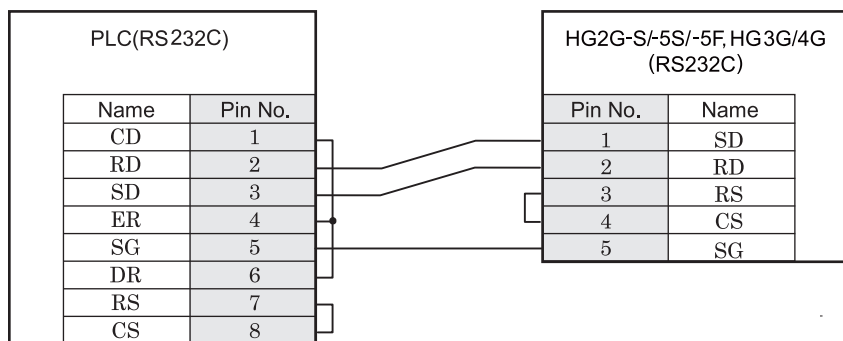 PLC(RS232C)
Name Pin No.
CD 1
RD 2
SD 3
ER 4
SG 5
DR 6
RS 7
CS 8
HG2G-S/-5S/-5F, HG3G/4G
(RS232C)
Pin No. Name
1 SD
2 RD
3 RS
4 CS
5 SG